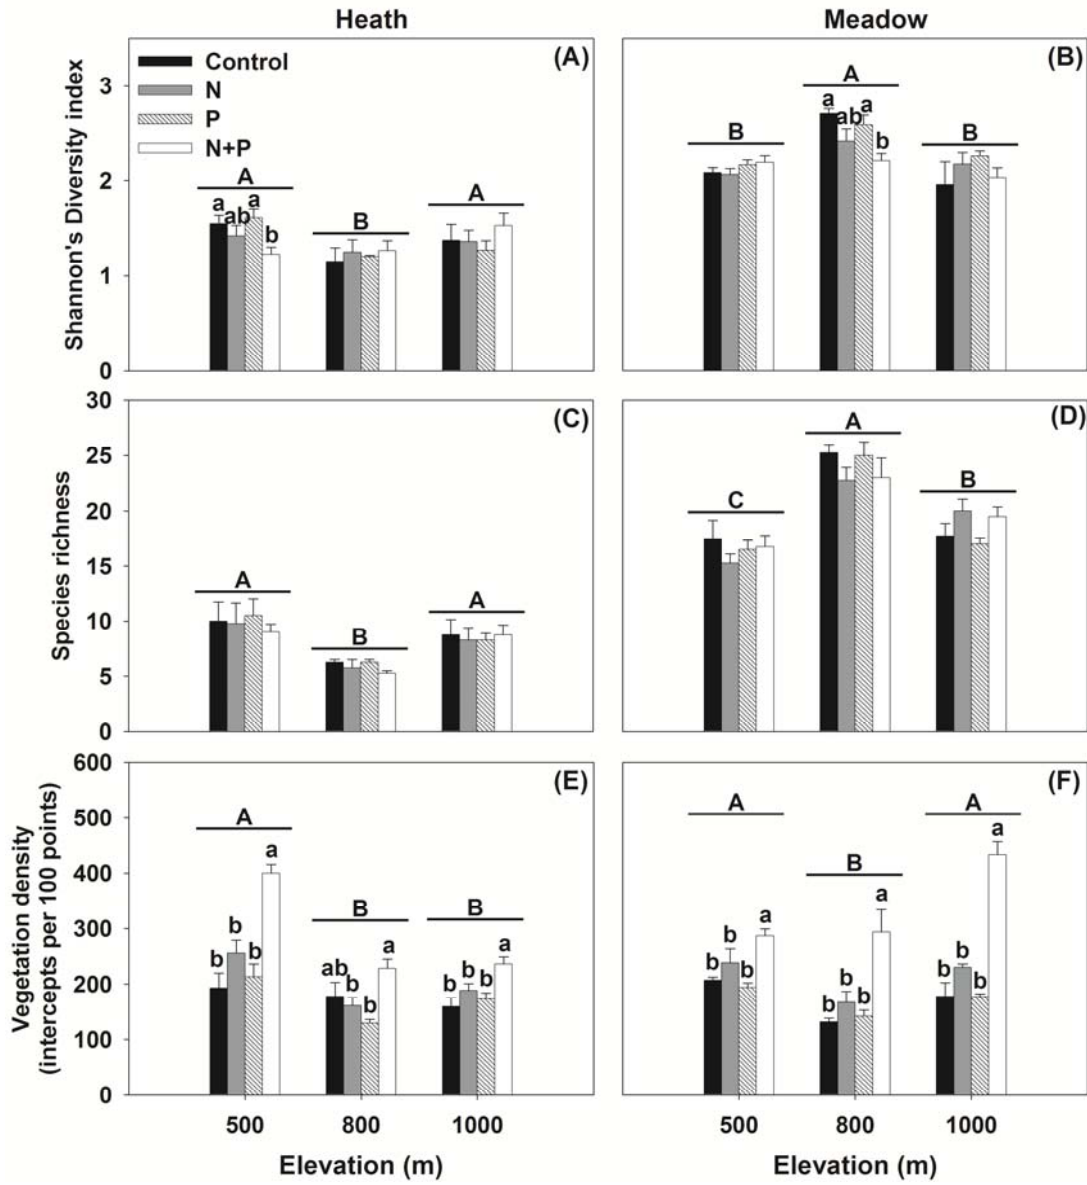 Heath Meadow
(A) (B)
Control
N
P
N+P
3
2
1
0
Shannon's Diversity index
A
a ab a b
B
A
B
A
a ab a b
B
(C) (D)
30
25
20
15
10
5
0
Species richness
A
B
A
C
A
B
(E) (F)
600
500
400
300
200
100
0
Vegetation density
(intercepts per 100 points)
A
b b b a
B
ab b b a
B
b b b a
A
b b b a
B
b b b a
A
b b b a
500 800 1000 500 800 1000
Elevation (m) Elevation (m)